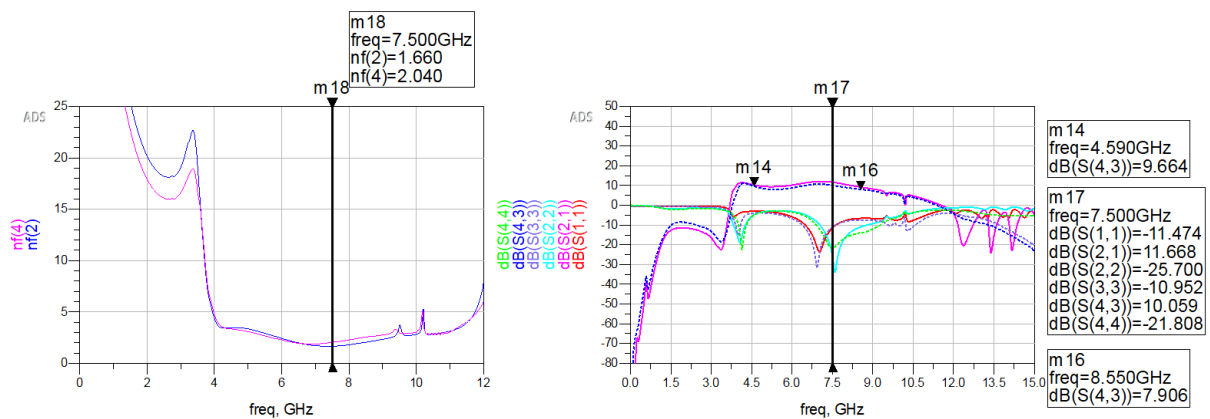 m18
freq=7.500GHz
nf(2)=1.660
nf(4)=2.040
m18
ADS
25
20
15
10
5
0
0
2
4
6
8
10
12
freq, GHz
nf(4)
nf(2)
m17
ADS
50
40
30
20
10
0
-10
-20
-30
-40
-50
-60
-70
-80
m14
m16
0.0
1.5
3.0
4.5
6.0
7.5
9.0
10.5
12.0
13.5
15.0
freq, GHz
dB(S(4,4))
dB(S(4,3))
dB(S(3,3))
dB(S(2,2))
dB(S(2,1))
dB(S(1,1))
m14
freq=4.590GHz
dB(S(4,3))=9.664
m17
freq=7.500GHz
dB(S(1,1))=-11.474
dB(S(2,1))=11.668
dB(S(2,2))=-25.700
dB(S(3,3))=-10.952
dB(S(4,3))=10.059
dB(S(4,4))=-21.808
m16
freq=8.550GHz
dB(S(4,3))=7.906